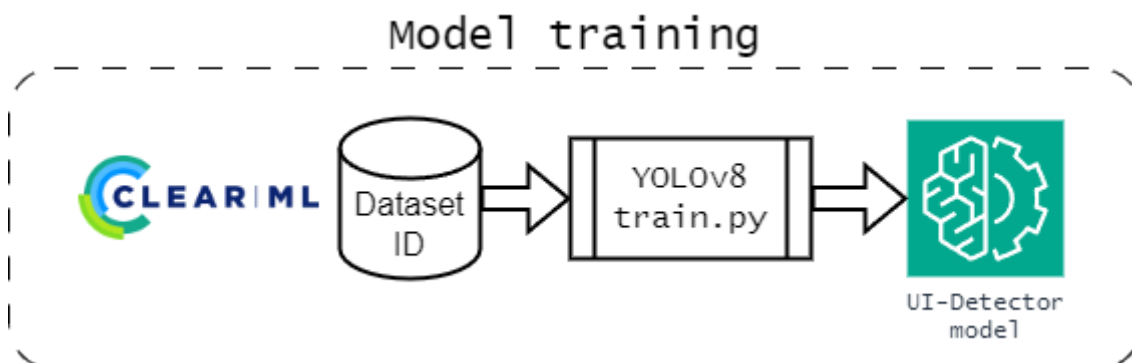 Model training
CLEAR|ML
Dataset
ID
YOLOv8
train.py
UI-Detector
model